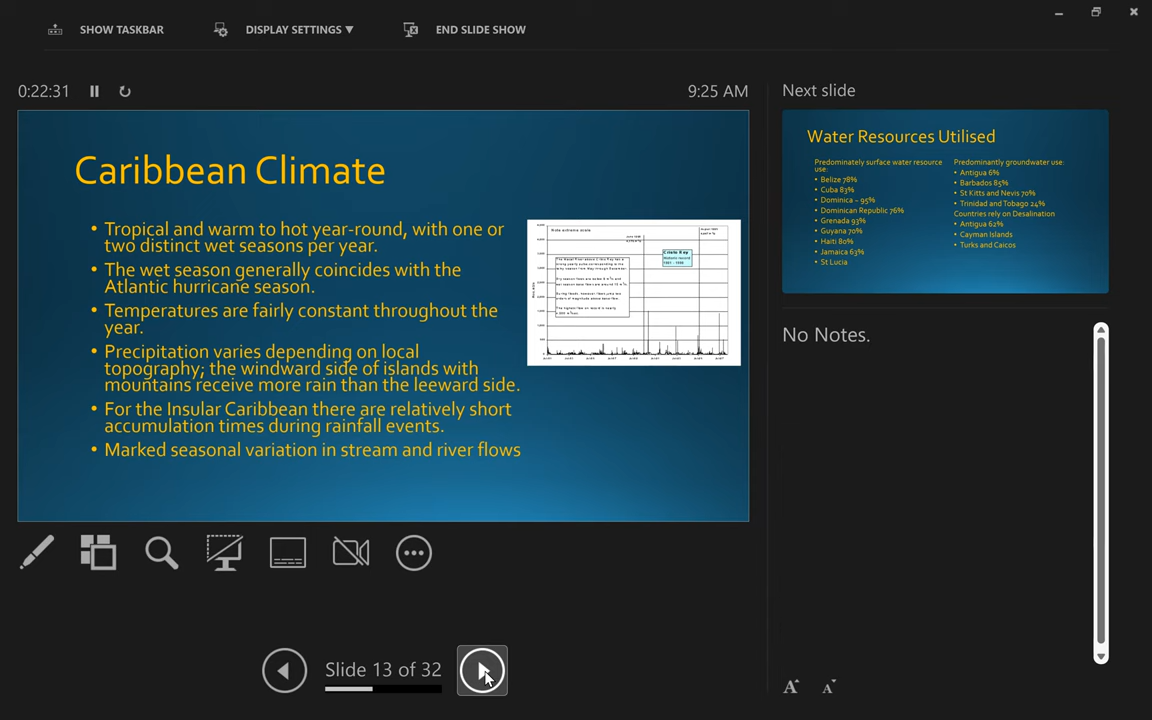 SHOW TASKBAR
DISPLAY SETTINGS ▼
END SLIDE SHOW
0:22:31
9:25 AM
Caribbean Climate
• Tropical and warm to hot year-round, with one or
two distinct wet seasons per year.
• The wet season generally coincides with the
Atlantic hurricane season.
• Temperatures are fairly constant throughout the
year.
• Precipitation varies depending on local
topography; the windward side of islands with
mountains receive more rain than the leeward side.
• For the Insular Caribbean there are relatively short
accumulation times during rainfall events.
• Marked seasonal variation in stream and river flows
Slide 13 of 32
Next slide
Water Resources Utilised
Predominately surface water resource
use:
• Belize 78%
• Cuba 83%
• Dominica ~ 95%
• Dominican Republic 76%
• Grenada 93%
• Guyana 70%
• Haiti 80%
• Jamaica 63%
• St Lucia
Predominantly groundwater use:
• Antigua 6%
• Barbados 85%
• St Kitts and Nevis 70%
• Trinidad and Tobago 24%
Countries rely on Desalination
• Antigua 62%
• Cayman Islands
• Turks and Caicos
No Notes.
A A